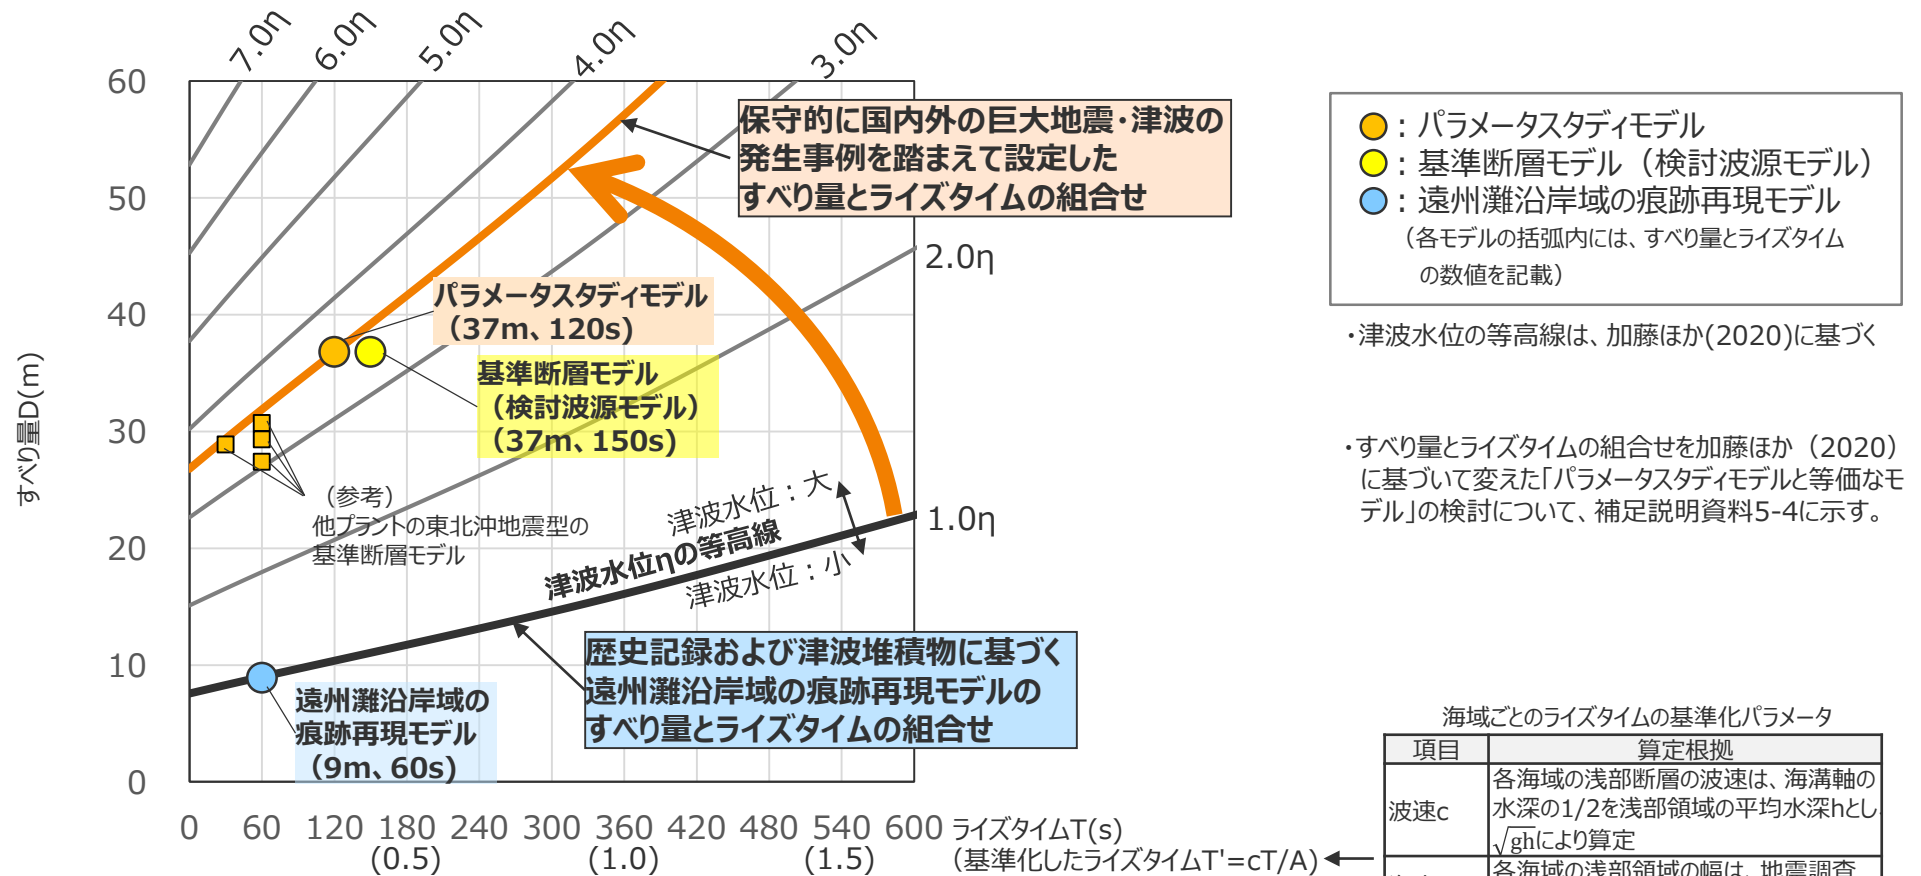 7.0η
6.0η
5.0η
4.0η
3.0η
2.0η
1.0η
すべり量D(m)
60
50
40
30
20
10
0
保守的に国内外の巨大地震・津波の
発生事例を踏まえて設定した
すべり量とライズタイムの組合せ
パラメータスタディモデル
（37m、120s）
基準断層モデル
（検討波源モデル）
（37m、150s）
（参考）
他プラントの東北沖地震型の
基準断層モデル
津波水位：大
津波水位ηの等高線
津波水位：小
歴史記録および津波堆積物に基づく
遠州灘沿岸域の痕跡再現モデルの
すべり量とライズタイムの組合せ
遠州灘沿岸域の
痕跡再現モデル
（9m、60s）
0 60 120 180 240 300 360 420 480 540 600 ライズタイムT(s)
(0.5) (1.0) (1.5) （基準化したライズタイムT'=cT/A）
：パラメータスタディモデル
：基準断層モデル（検討波源モデル）
：遠州灘沿岸域の痕跡再現モデル
（各モデルの括弧内には、すべり量とライズタイム
の数値を記載）
・津波水位の等高線は、加藤ほか(2020)に基づく
・すべり量とライズタイムの組合せを加藤ほか（2020）
に基づいて変えた「パラメータスタディモデルと等価なモ
デル」の検討について、補足説明資料5-4に示す。
海域ごとのライズタイムの基準化パラメータ
項目 算定根拠
波速c
各海域の浅部断層の波速は、海溝軸の
水深の1/2を浅部領域の平均水深hとし、
√ghにより算定
各海域の浅部領域の幅は、地震調査